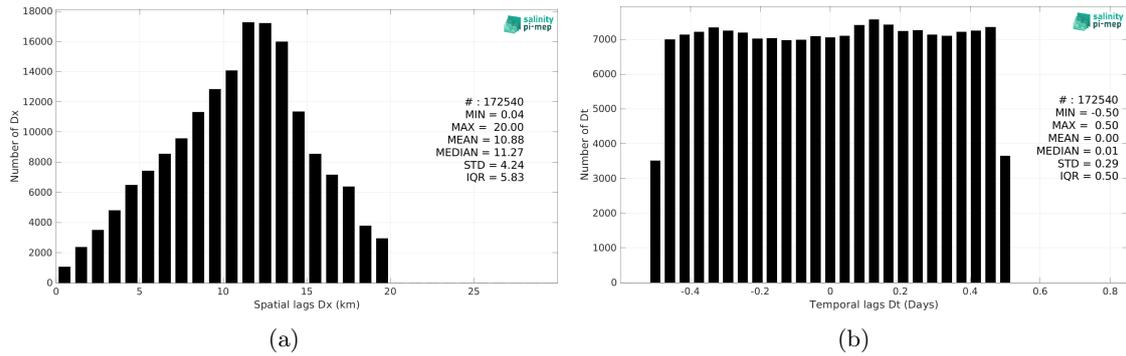 18000
16000
14000
12000
10000
8000
6000
4000
2000
0
Number of Dx
0 5 10 15 20 25
Spatial lags Dx (km)
salinity
pi-mep
# : 172540
MIN = 0.04
MAX = 20.00
MEAN = 10.88
MEDIAN = 11.27
STD = 4.24
IQR = 5.83
(a)
7000
6000
5000
4000
3000
2000
1000
0
Number of Dt
-0.4 -0.2 0 0.2 0.4 0.6 0.8
Temporal lags Dt (Days)
salinity
pi-mep
# : 172540
MIN = -0.50
MAX = 0.50
MEAN = 0.00
MEDIAN = 0.01
STD = 0.29
IQR = 0.50
(b)